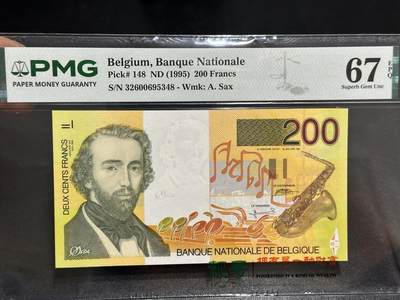 PMG
PAPER MONEY GUARANTY
Belgium, Banque Nationale
Pick# 148 ND (1995) 200 Francs
S/N 32600695348 - Wmk: A. Sax
67
EPQ
Superb Gem Unc
DEUX CENTS FRANCS
200
BANQUE NATIONALE DE BELGIQUE